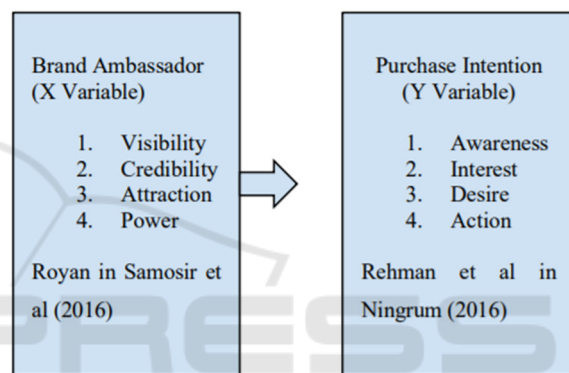 Brand Ambassador
(X Variable)
1. Visibility
2. Credibility
3. Attraction
4. Power
Royan in Samosir et
al (2016)
Purchase Intention
(Y Variable)
1. Awareness
2. Interest
3. Desire
4. Action
Rehman et al in
Ningrum (2016)
PRESS